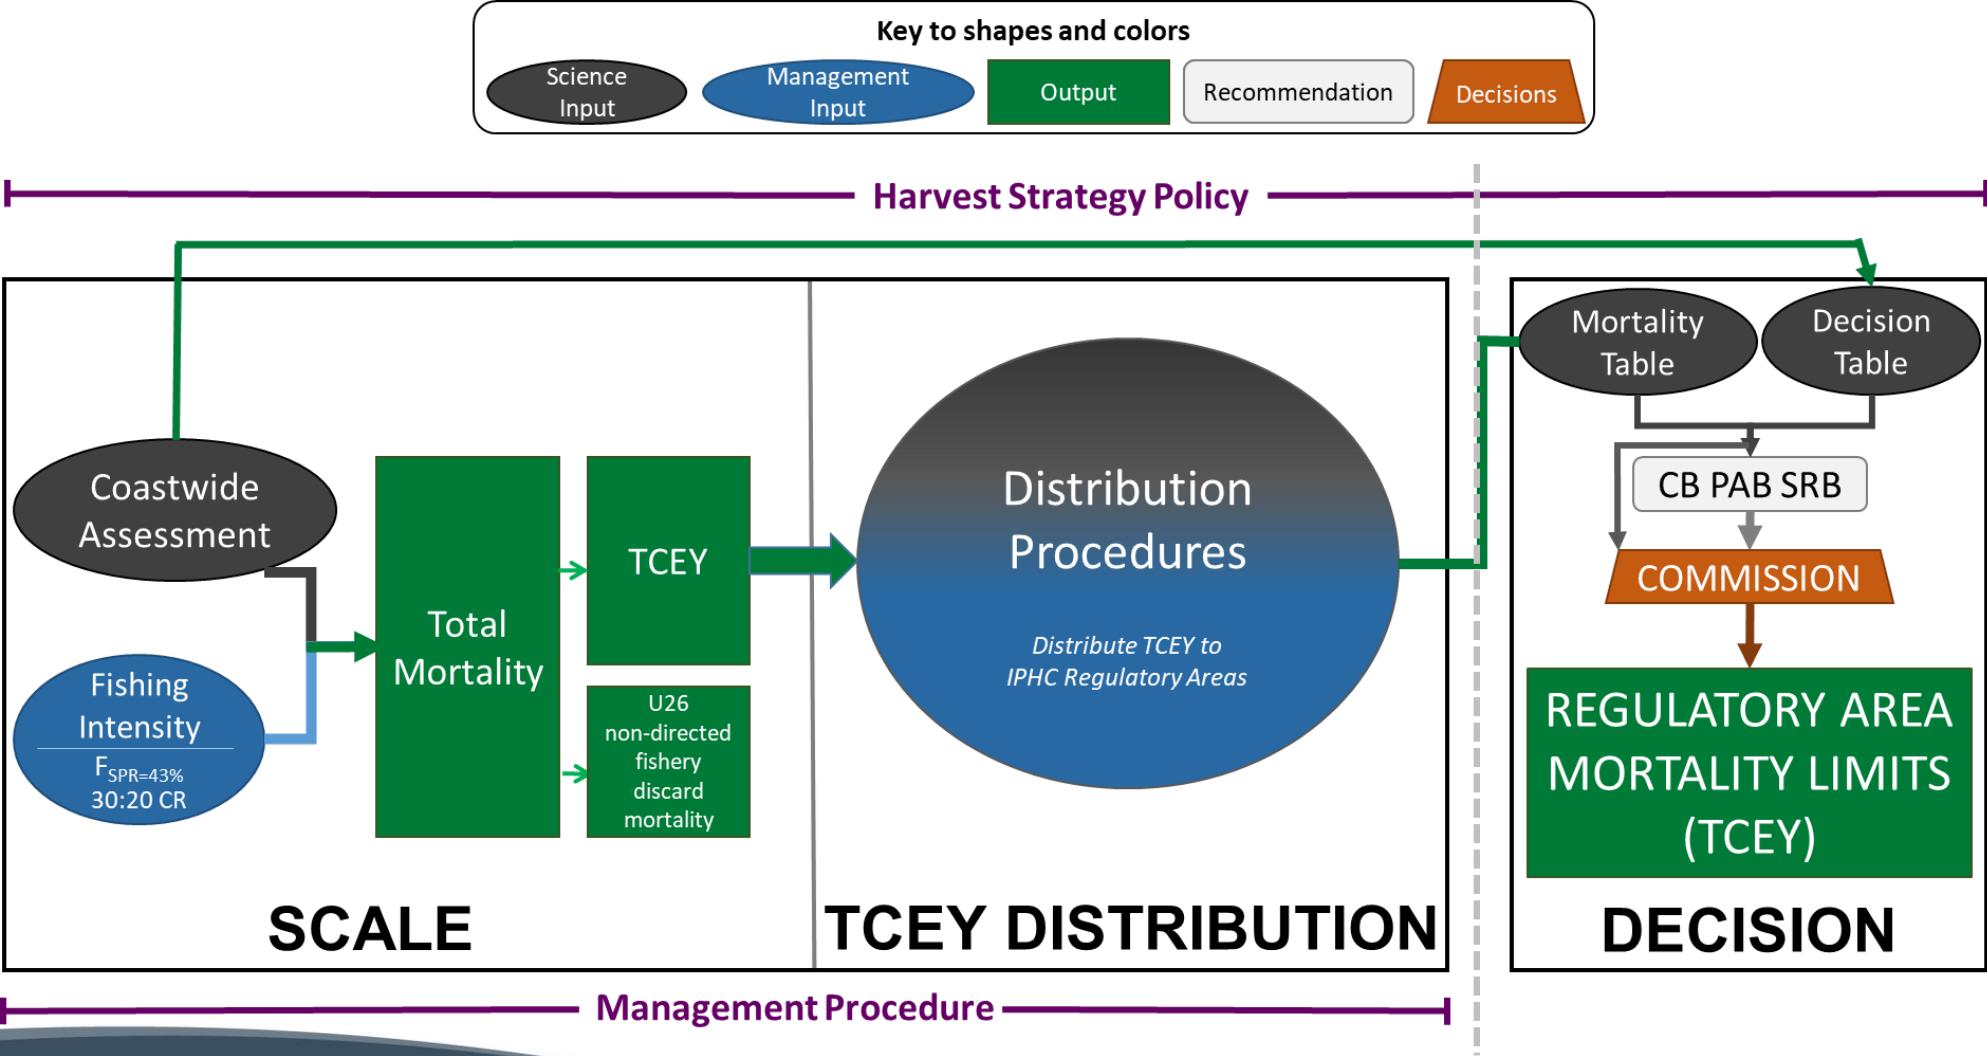 Key to shapes and colors
Science
Input
Management
Input
Output
Recommendation
Decisions
Harvest Strategy Policy
Coastwide
Assessment
Fishing
Intensity
FSPR=43%
30:20 CR
Total
Mortality
TCEY
U26
non-directed
fishery
discard
mortality
SCALE
Distribution
Procedures
Distribute TCEY to
IPHC Regulatory Areas
TCEY DISTRIBUTION
Mortality
Table
Decision
Table
CB PAB SRB
COMMISSION
REGULATORY AREA
MORTALITY LIMITS
(TCEY)
DECISION
Management Procedure